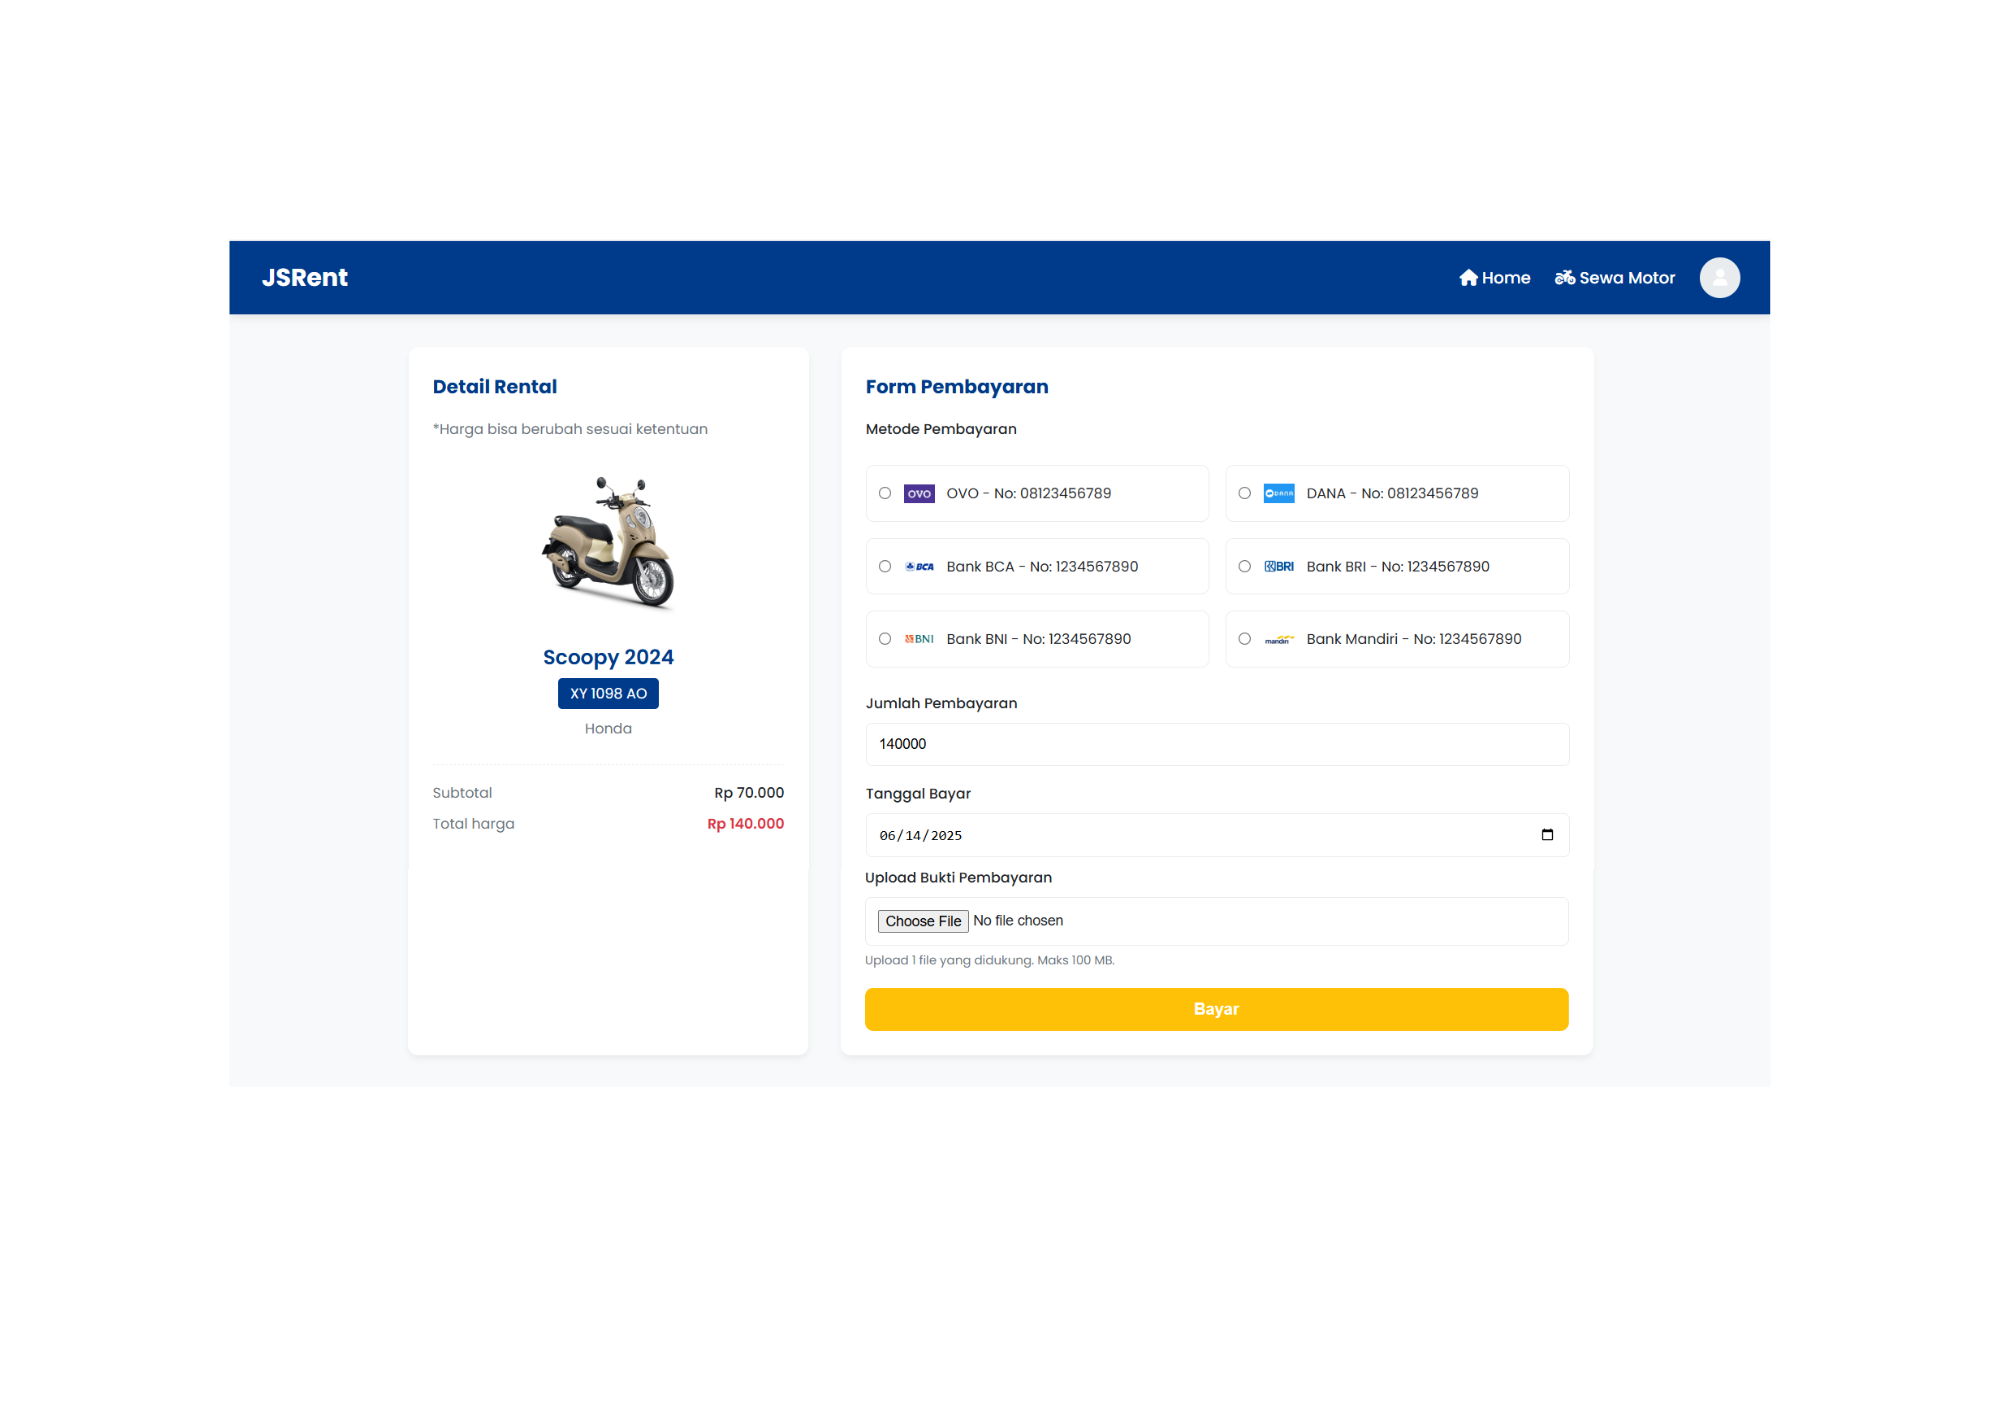 JSRent
Home
Sewa Motor
Detail Rental
*Harga bisa berubah sesuai ketentuan
Scoopy 2024
XY 1098 AO
Honda
Subtotal Rp 70.000
Total harga Rp 140.000
Form Pembayaran
Metode Pembayaran
OVO OVO - No: 08123456789
DANA DANA - No: 08123456789
BCA Bank BCA - No: 1234567890
BRI Bank BRI - No: 1234567890
BNI Bank BNI - No: 1234567890
mandiri Bank Mandiri - No: 1234567890
Jumlah Pembayaran
140000
Tanggal Bayar
06/14/2025
Upload Bukti Pembayaran
Choose File No file chosen
Upload 1 file yang didukung. Maks 100 MB.
Bayar